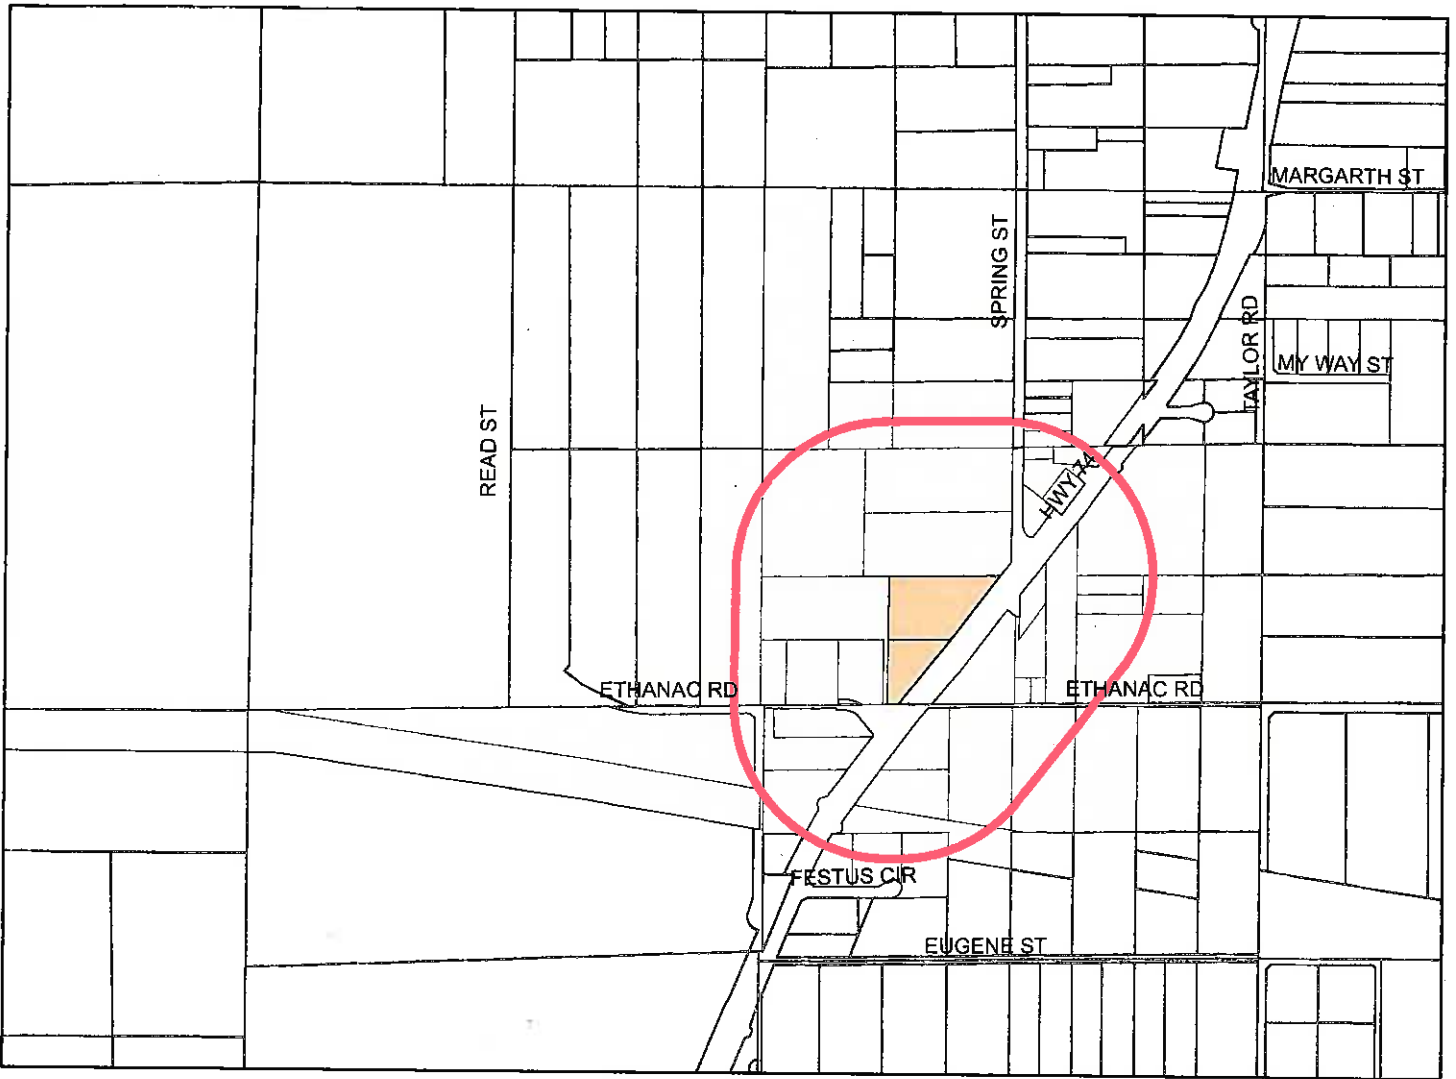 MARGARTH ST
SPRING ST
TAYLOR RD
MY WAY ST
READ ST
HWY 74
ETHANAC RD
ETHANAC RD
FESTUS CIR
EUGENE ST